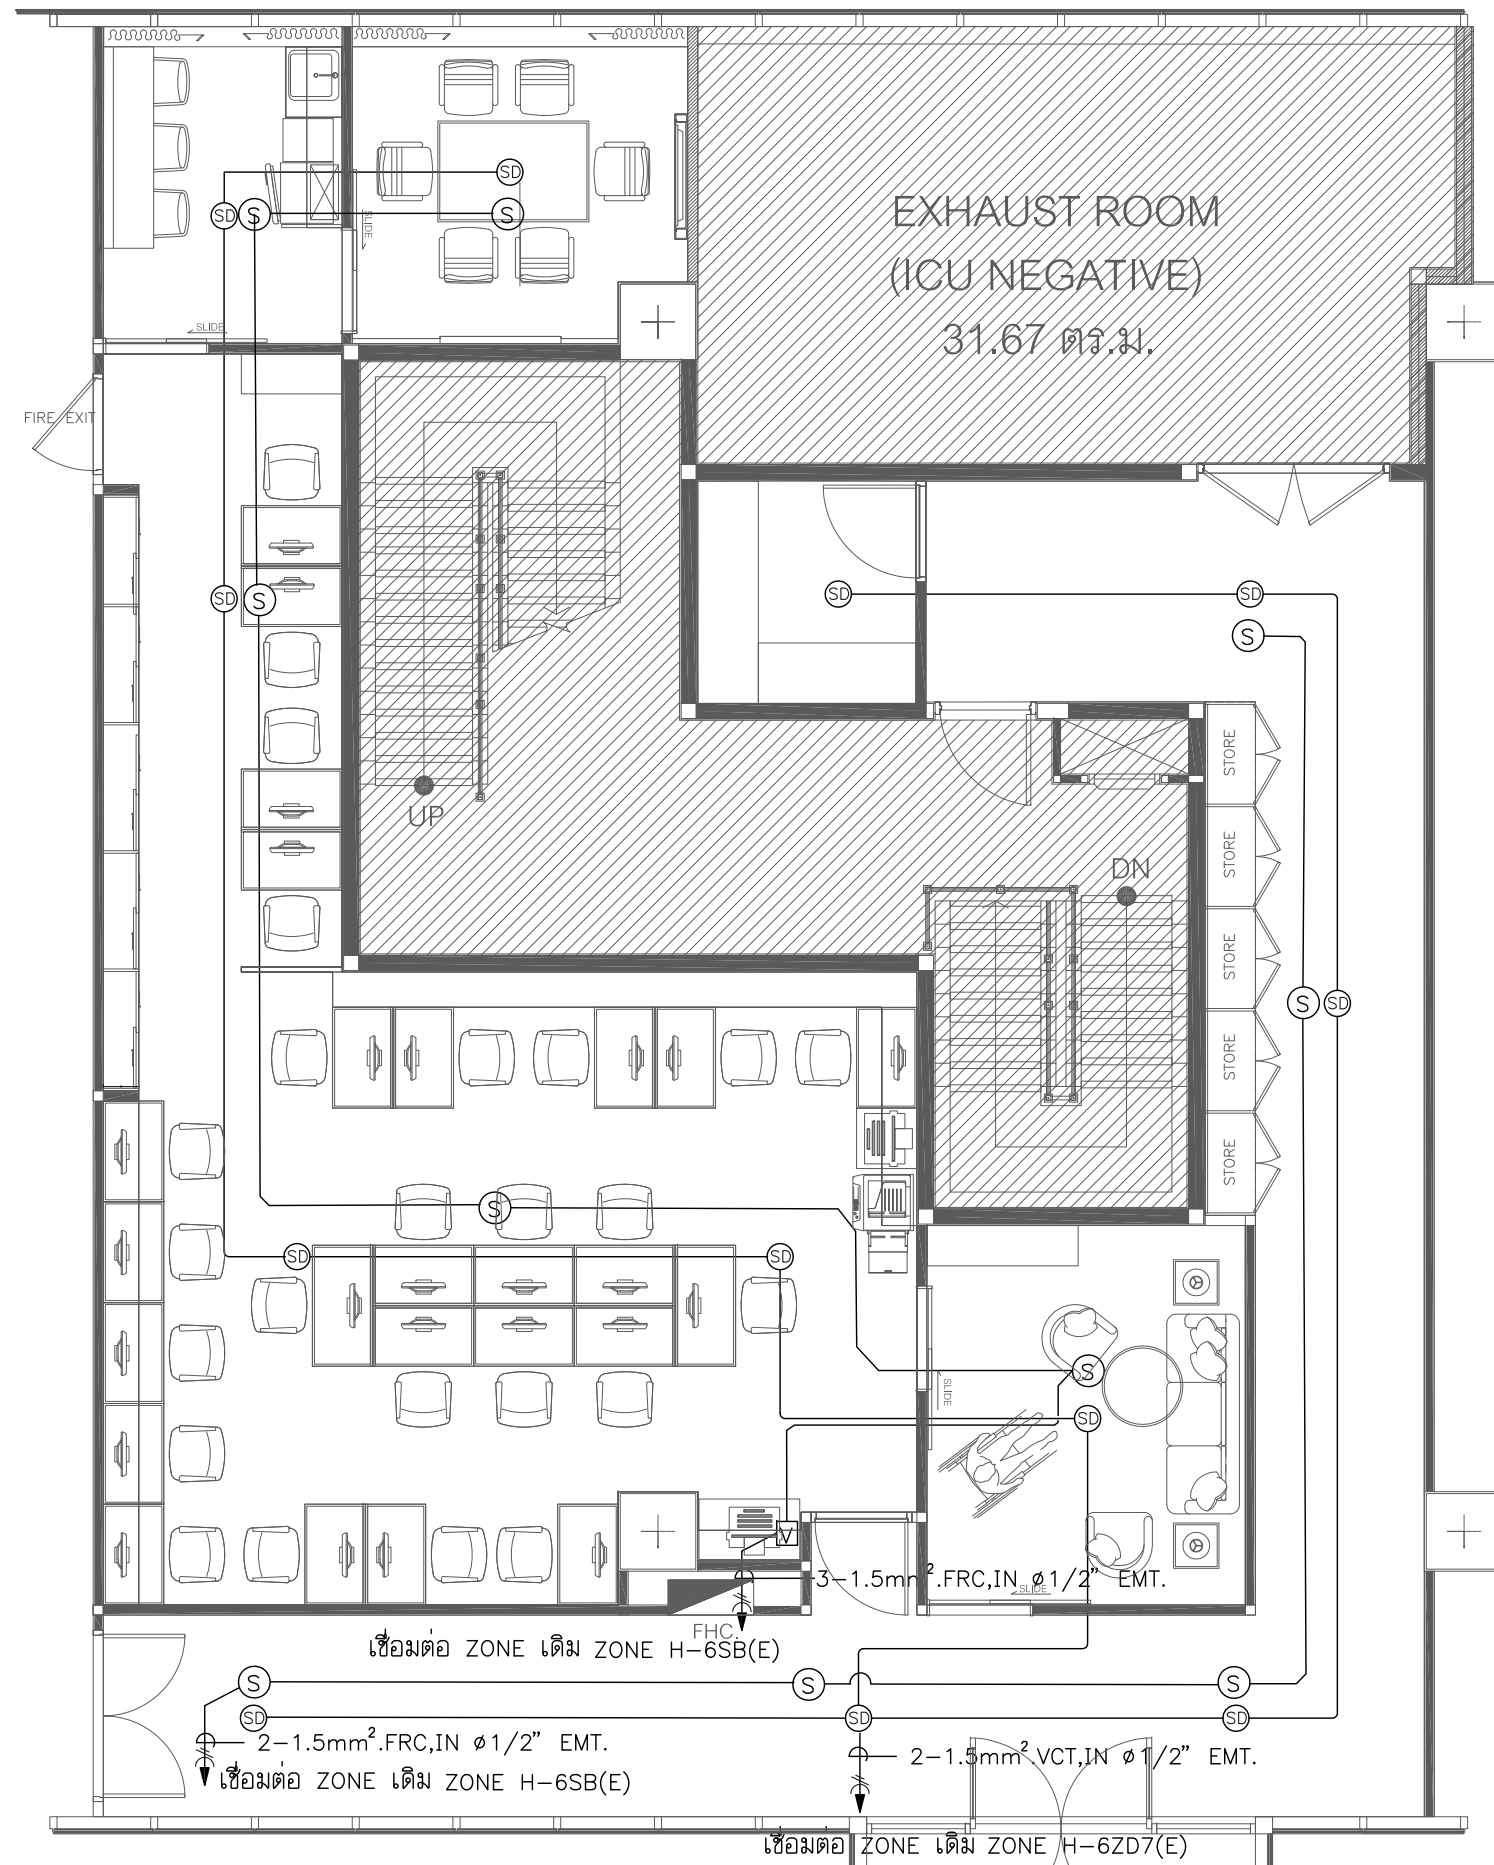 SD
SD
S
S
SLIDE
SLIDE
EXHAUST ROOM
(ICU NEGATIVE)
31.67 ตร.ม.
FIRE EXIT
SD
S
SD
SD
S
UP
DN
STORE
STORE
STORE
STORE
STORE
S
SD
S
SD
SD
S
SLIDE
SD
V
3-1.5mm².FRC,IN ø1/2" EMT.
SLIDE
FHC.
เชื่อมต่อ ZONE เดิม ZONE H-6SB(E)
S
S
S
SD
SD
SD
2-1.5mm².FRC,IN ø1/2" EMT.
2-1.5mm².VCT,IN ø1/2" EMT.
เชื่อมต่อ ZONE เดิม ZONE H-6SB(E)
เชื่อมต่อ ZONE เดิม ZONE H-6ZD7(E)